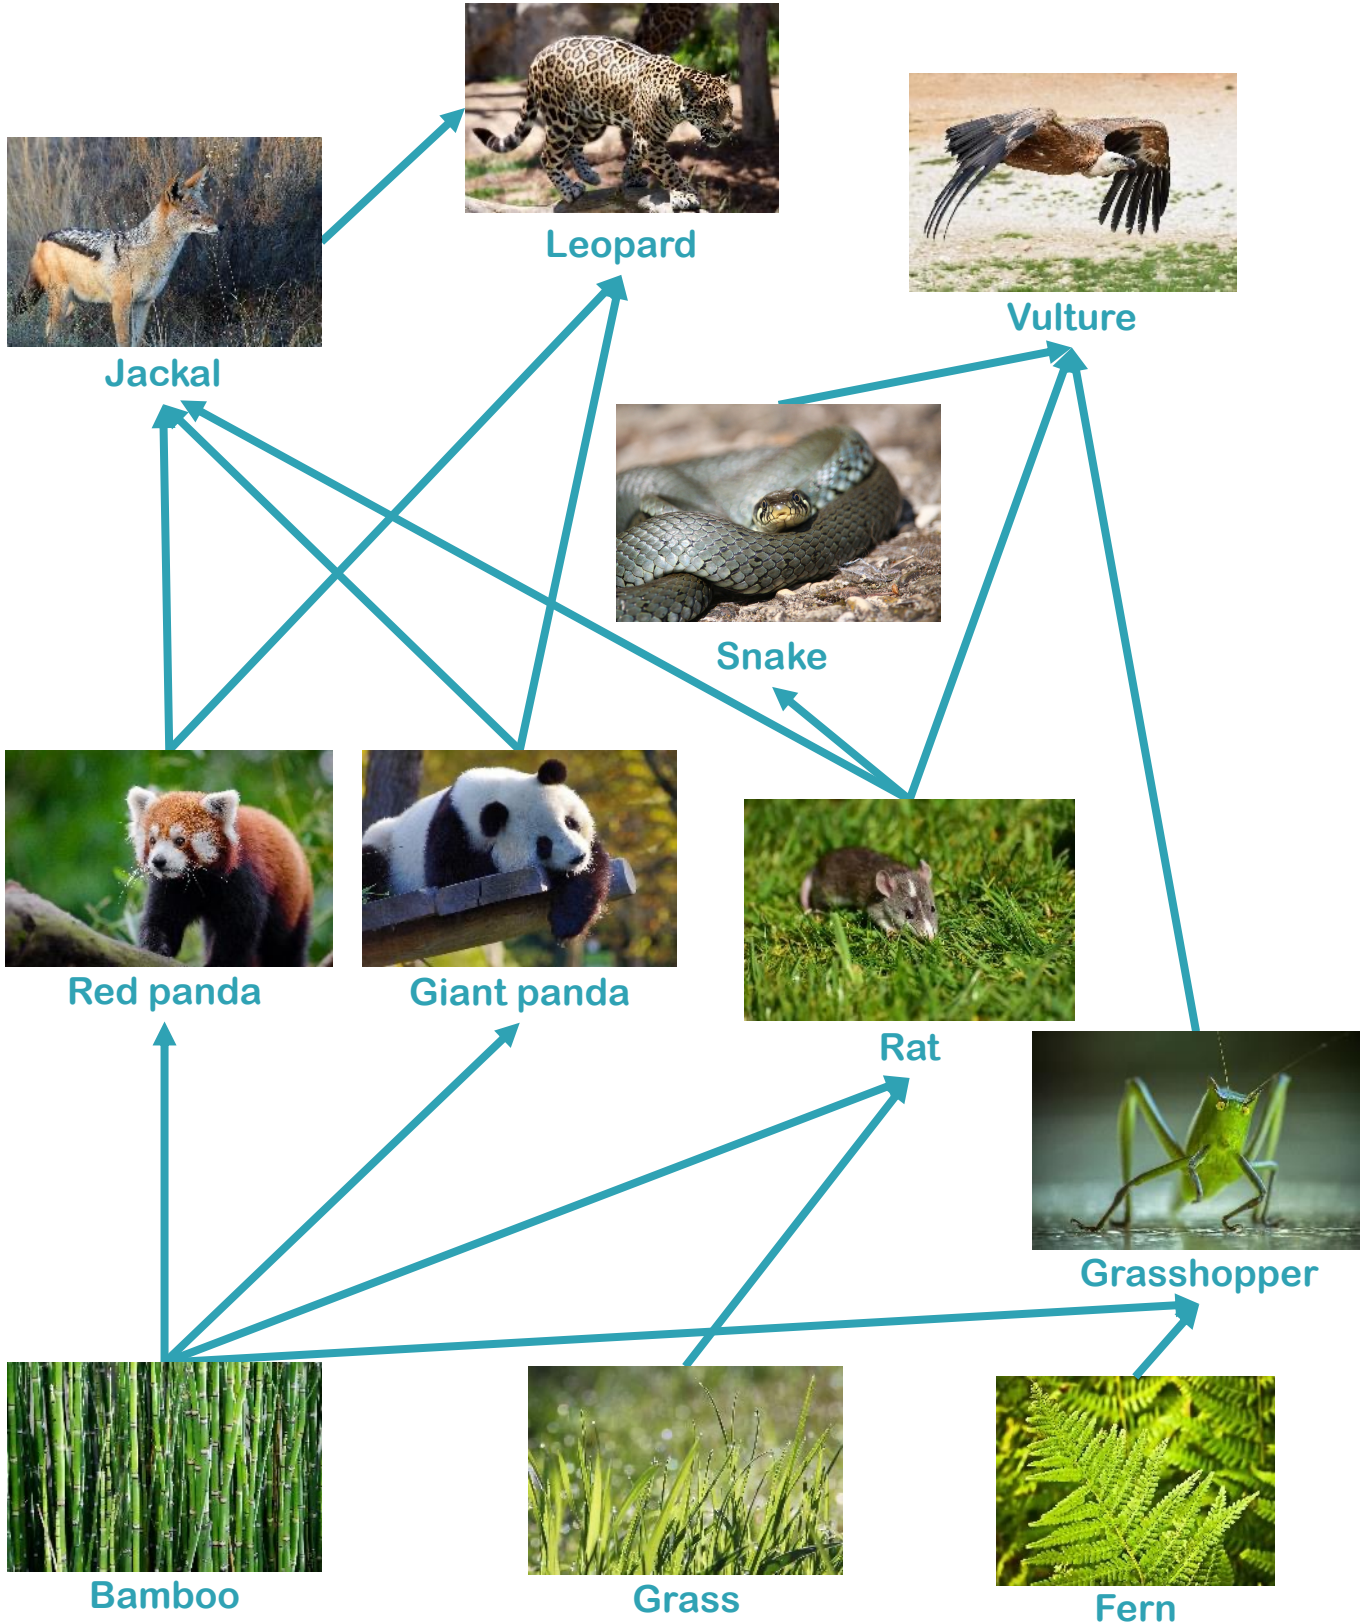 Leopard
Vulture
Jackal
Snake
Red panda
Giant panda
Rat
Grasshopper
Bamboo
Grass
Fern